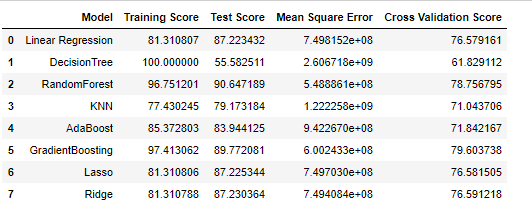 Model Training Score Test Score Mean Square Error Cross Validation Score
0 Linear Regression 81.310807 87.223432 7.498152e+08 76.579161
1 DecisionTree 100.000000 55.582511 2.606718e+09 61.829112
2 RandomForest 96.751201 90.647189 5.488861e+08 78.756795
3 KNN 77.430245 79.173184 1.222258e+09 71.043706
4 AdaBoost 85.372803 83.944125 9.422670e+08 71.842167
5 GradientBoosting 97.413062 89.772081 6.002433e+08 79.603738
6 Lasso 81.310806 87.225344 7.497030e+08 76.581505
7 Ridge 81.310788 87.230364 7.494084e+08 76.591218